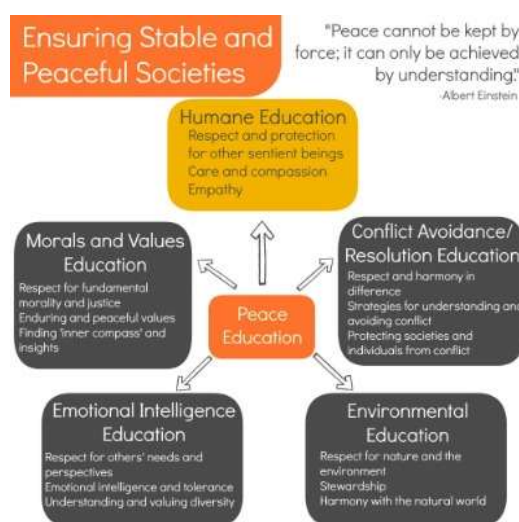 Ensuring Stable and
Peaceful Societies
"Peace cannot be kept by
force; it can only be achieved
by understanding."
-Albert Einstein
Humane Education
Respect and protection
for other sentient beings
Care and compassion
Empathy
Morals and Values
Education
Respect for fundamental
morality and justice
Enduring and peaceful values
Finding 'inner compass' and
insights
Conflict Avoidance/
Resolution Education
Respect and harmony in
difference
Strategies for understanding and
avoiding conflict
Protecting societies and
individuals from conflict
Peace
Education
Emotional Intelligence
Education
Respect for others' needs and
perspectives
Emotional intelligence and tolerance
Understanding and valuing diversity
Environmental
Education
Respect for nature and the
environment
Stewardship
Harmony with the natural world